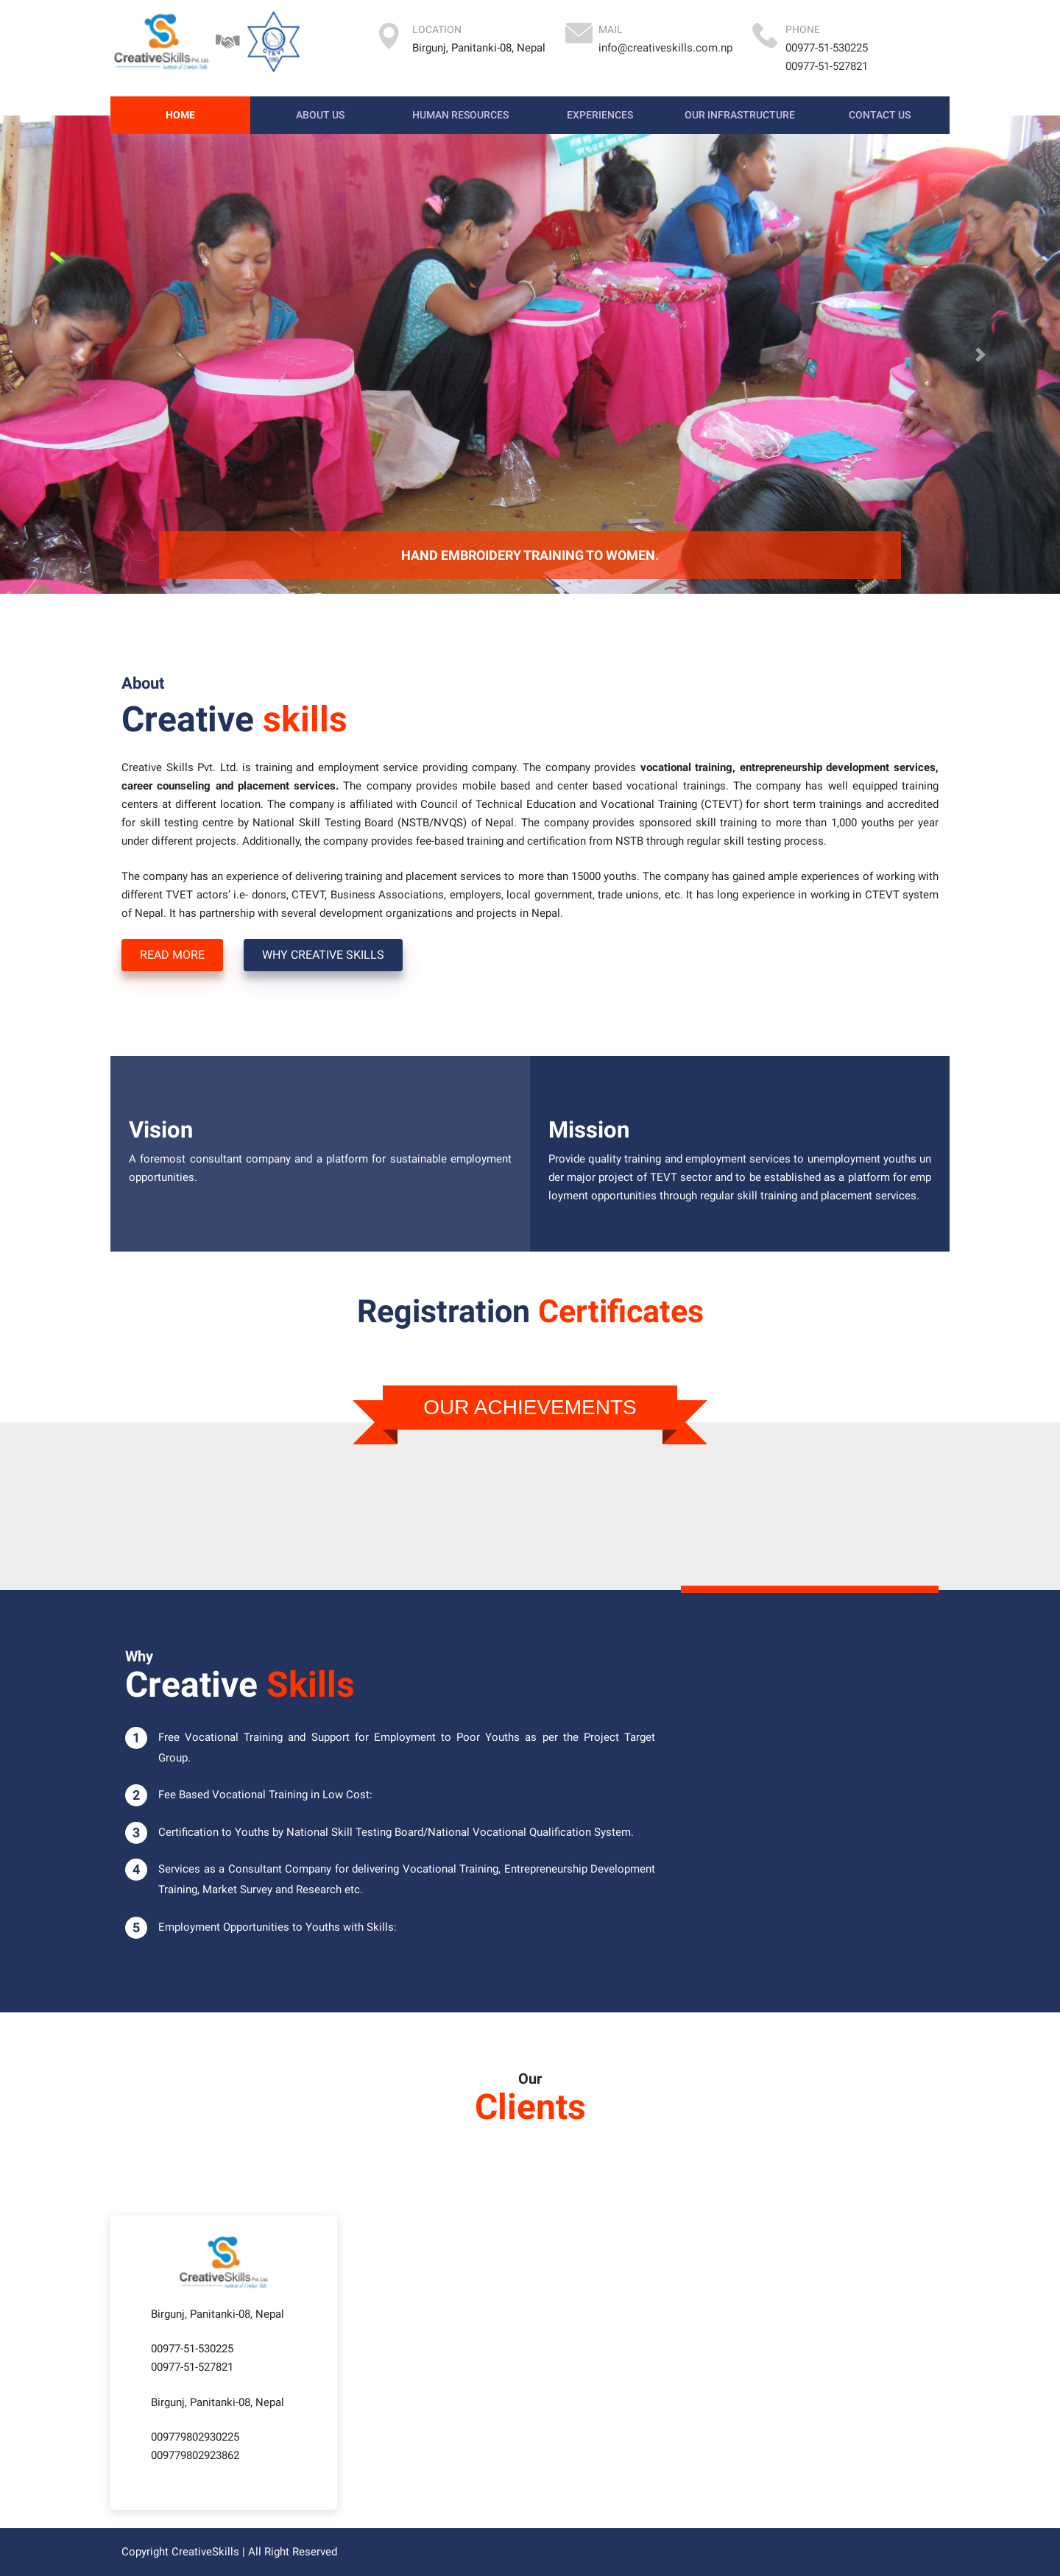 CreativeSkills Pvt. Ltd.
Institute of Creative Skills
CTEVT
1989
LOCATION
Birgunj, Panitanki-08, Nepal
MAIL
info@creativeskills.com.np
PHONE
00977-51-530225
00977-51-527821
HOME
ABOUT US
HUMAN RESOURCES
EXPERIENCES
OUR INFRASTRUCTURE
CONTACT US
HAND EMBROIDERY TRAINING TO WOMEN.
About
Creative skills
Creative Skills Pvt. Ltd. is training and employment service providing company. The company provides vocational training, entrepreneurship development services,
career counseling and placement services. The company provides mobile based and center based vocational trainings. The company has well equipped training
centers at different location. The company is affiliated with Council of Technical Education and Vocational Training (CTEVT) for short term trainings and accredited
for skill testing centre by National Skill Testing Board (NSTB/NVQS) of Nepal. The company provides sponsored skill training to more than 1,000 youths per year
under different projects. Additionally, the company provides fee-based training and certification from NSTB through regular skill testing process.
The company has an experience of delivering training and placement services to more than 15000 youths. The company has gained ample experiences of working with
different TVET actors’ i.e- donors, CTEVT, Business Associations, employers, local government, trade unions, etc. It has long experience in working in CTEVT system
of Nepal. It has partnership with several development organizations and projects in Nepal.
READ MORE
WHY CREATIVE SKILLS
Vision
A foremost consultant company and a platform for sustainable employment
opportunities.
Mission
Provide quality training and employment services to unemployment youths un
der major project of TEVT sector and to be established as a platform for emp
loyment opportunities through regular skill training and placement services.
Registration Certificates
OUR ACHIEVEMENTS
Why
Creative Skills
1 Free Vocational Training and Support for Employment to Poor Youths as per the Project Target
Group.
2 Fee Based Vocational Training in Low Cost:
3 Certification to Youths by National Skill Testing Board/National Vocational Qualification System.
4 Services as a Consultant Company for delivering Vocational Training, Entrepreneurship Development
Training, Market Survey and Research etc.
5 Employment Opportunities to Youths with Skills:
Our
Clients
CreativeSkills Pvt. Ltd.
Institute of Creative Skills
Birgunj, Panitanki-08, Nepal
00977-51-530225
00977-51-527821
Birgunj, Panitanki-08, Nepal
009779802930225
009779802923862
Copyright CreativeSkills | All Right Reserved